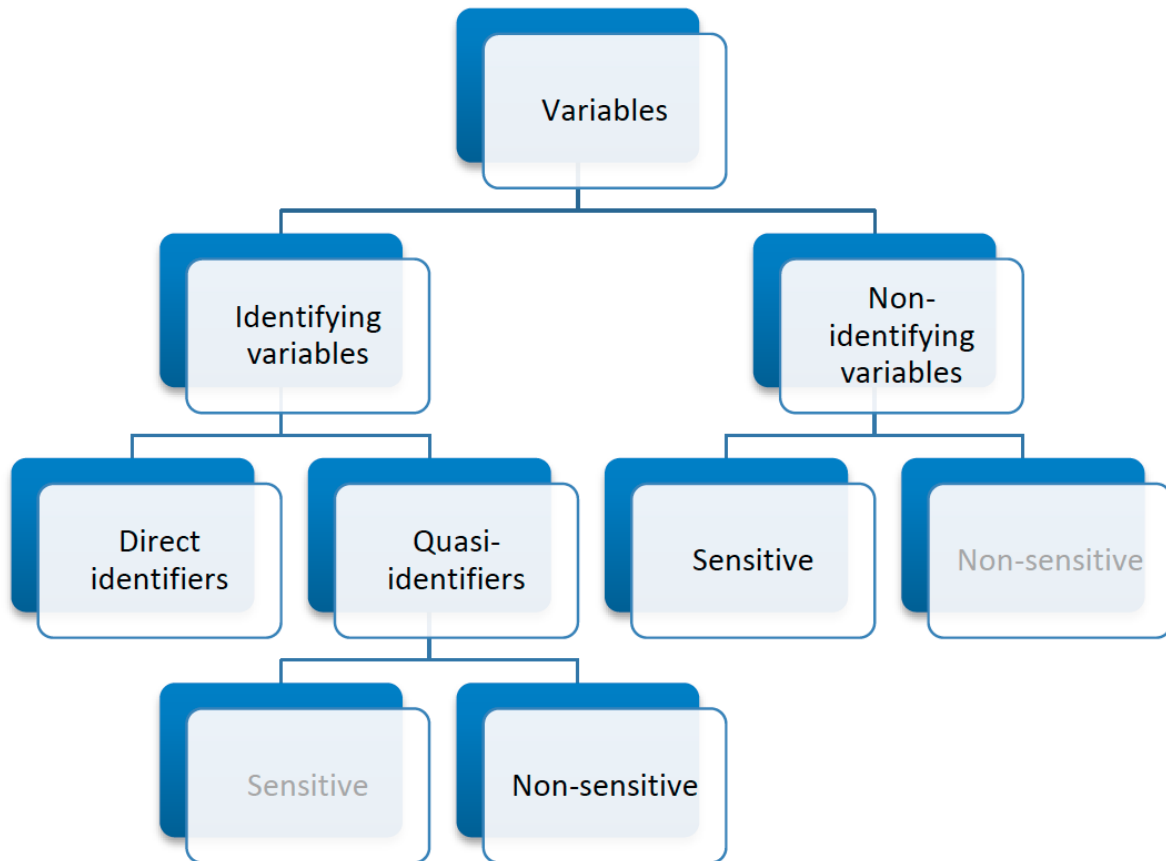 Variables
Identifying
variables
Non-
identifying
variables
Direct
identifiers
Quasi-
identifiers
Sensitive
Non-sensitive
Sensitive
Non-sensitive